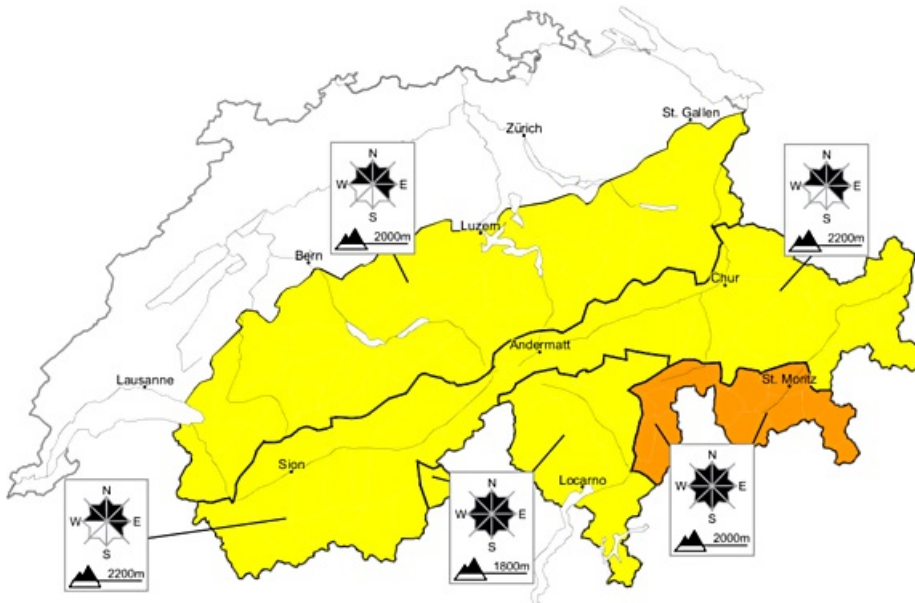 St. Gallen
Zürich
N
W E
S
2000m
N
W E
S
2200m
Luzern
Bern
Chur
Andermatt
Lausanne
St. Moritz
Sion
Locarno
N
W E
S
2200m
N
W E
S
1800m
N
W E
S
2000m